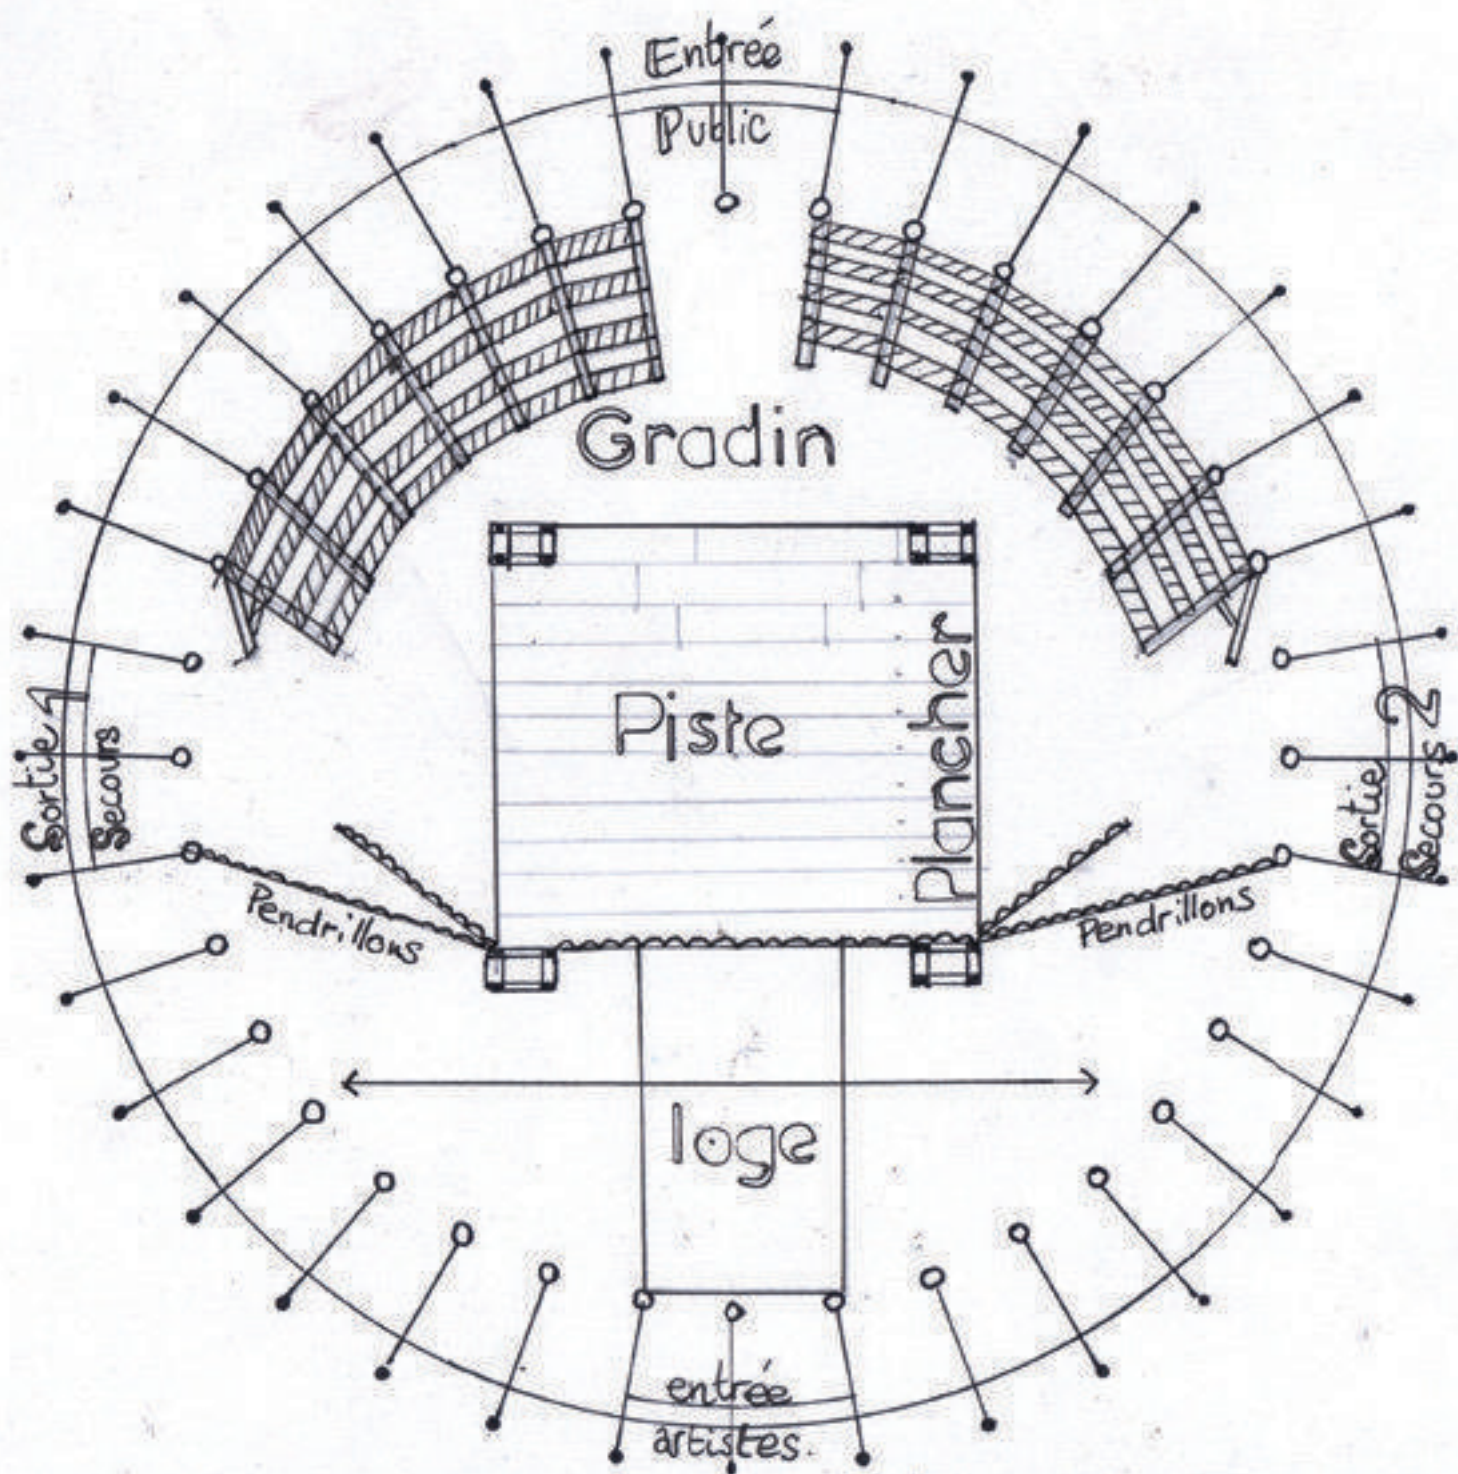 Entrée
Public
Gradin
Piste
Plancher
Sortie 1
Secours
Sortie 2
Secours
Pendrillons
Pendrillons
loge
entrée
artistes.